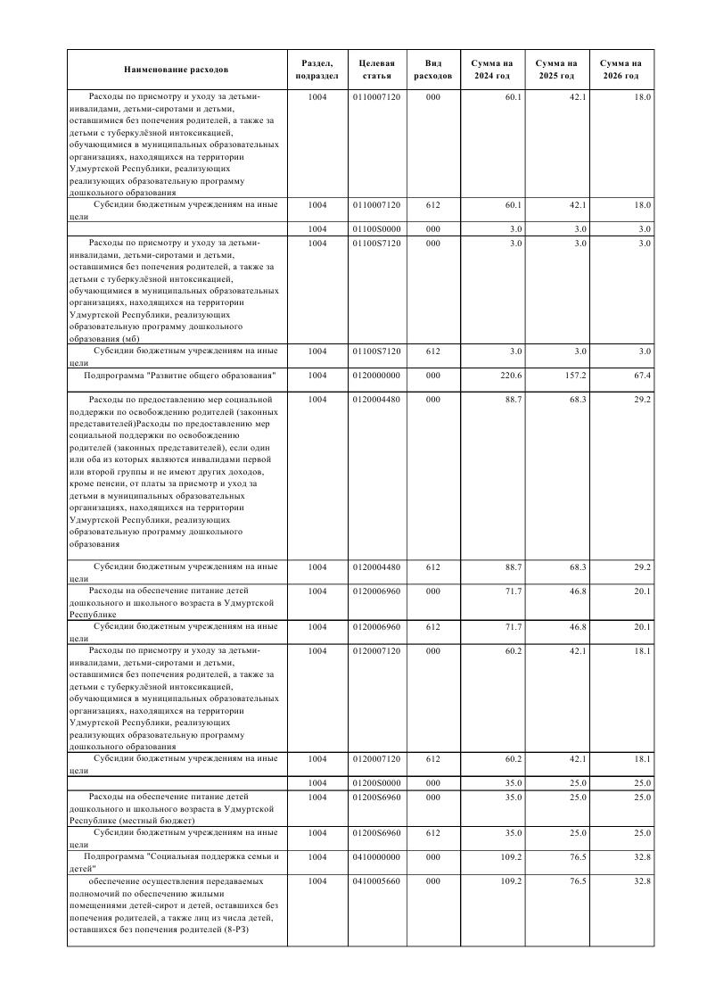 Наименование расходов Раздел, подраздел Целевая статья Вид расходов Сумма на 2024 год Сумма на 2025 год Сумма на 2026 год
Расходы по присмотру и уходу за детьми- 1004 0110007120 000 60.1 42.1 18.0
инвалидами, детьми-сиротами и детьми,
оставшимися без попечения родителей, а также за
детьми с туберкулёзной интоксикацией,
обучающимися в муниципальных образовательных
организациях, находящихся на территории
Удмуртской Республики, реализующих
реализующих образовательную программу
дошкольного образования
Субсидии бюджетным учреждениям на иные 1004 0110007120 612 60.1 42.1 18.0
цели
1004 01100S0000 000 3.0 3.0 3.0
Расходы по присмотру и уходу за детьми- 1004 01100S7120 000 3.0 3.0 3.0
инвалидами, детьми-сиротами и детьми,
оставшимися без попечения родителей, а также за
детьми с туберкулёзной интоксикацией,
обучающимися в муниципальных образовательных
организациях, находящихся на территории
Удмуртской Республики, реализующих
образовательную программу дошкольного
образования (мб)
Субсидии бюджетным учреждениям на иные 1004 01100S7120 612 3.0 3.0 3.0
цели
Подпрограмма "Развитие общего образования" 1004 0120000000 000 220.6 157.2 67.4
Расходы по предоставлению мер социальной 1004 0120004480 000 88.7 68.3 29.2
поддержки по освобождению родителей (законных
представителей)Расходы по предоставлению мер
социальной поддержки по освобождению
родителей (законных представителей), если один
или оба из которых являются инвалидами первой
или второй группы и не имеют других доходов,
кроме пенсии, от платы за присмотр и уход за
детьми в муниципальных образовательных
организациях, находящихся на территории
Удмуртской Республики, реализующих
образовательную программу дошкольного
образования
Субсидии бюджетным учреждениям на иные 1004 0120004480 612 88.7 68.3 29.2
цели
Расходы на обеспечение питание детей 1004 0120006960 000 71.7 46.8 20.1
дошкольного и школьного возраста в Удмуртской
Республике
Субсидии бюджетным учреждениям на иные 1004 0120006960 612 71.7 46.8 20.1
цели
Расходы по присмотру и уходу за детьми- 1004 0120007120 000 60.2 42.1 18.1
инвалидами, детьми-сиротами и детьми,
оставшимися без попечения родителей, а также за
детьми с туберкулёзной интоксикацией,
обучающимися в муниципальных образовательных
организациях, находящихся на территории
Удмуртской Республики, реализующих
реализующих образовательную программу
дошкольного образования
Субсидии бюджетным учреждениям на иные 1004 0120007120 612 60.2 42.1 18.1
цели
1004 01200S0000 000 35.0 25.0 25.0
Расходы на обеспечение питание детей 1004 01200S6960 000 35.0 25.0 25.0
дошкольного и школьного возраста в Удмуртской
Республике (местный бюджет)
Субсидии бюджетным учреждениям на иные 1004 01200S6960 612 35.0 25.0 25.0
цели
Подпрограмма "Социальная поддержка семьи и 1004 0410000000 000 109.2 76.5 32.8
детей"
обеспечение осуществления передаваемых 1004 0410005660 000 109.2 76.5 32.8
полномочий по обеспечению жилыми
помещениями детей-сирот и детей, оставшихся без
попечения родителей, а также лиц из числа детей,
оставшихся без попечения родителей (8-РЗ)